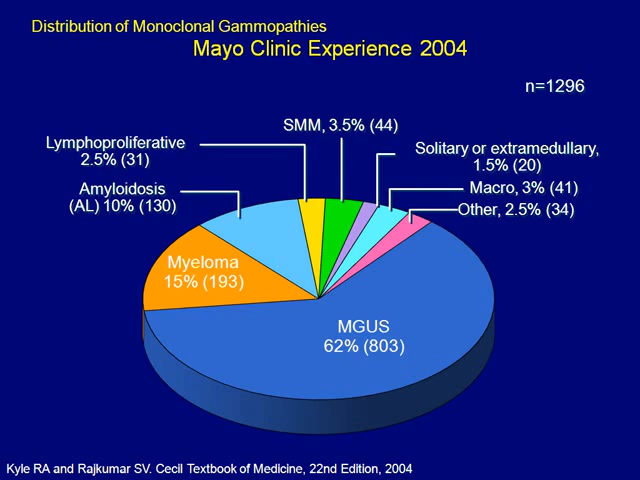 Distribution of Monoclonal Gammopathies
Mayo Clinic Experience 2004
n=1296
SMM, 3.5% (44)
Lymphoproliferative
2.5% (31)
Solitary or extramedullary,
1.5% (20)
Amyloidosis
(AL) 10% (130)
Macro, 3% (41)
Other, 2.5% (34)
Myeloma
15% (193)
MGUS
62% (803)
Kyle RA and Rajkumar SV. Cecil Textbook of Medicine, 22nd Edition, 2004